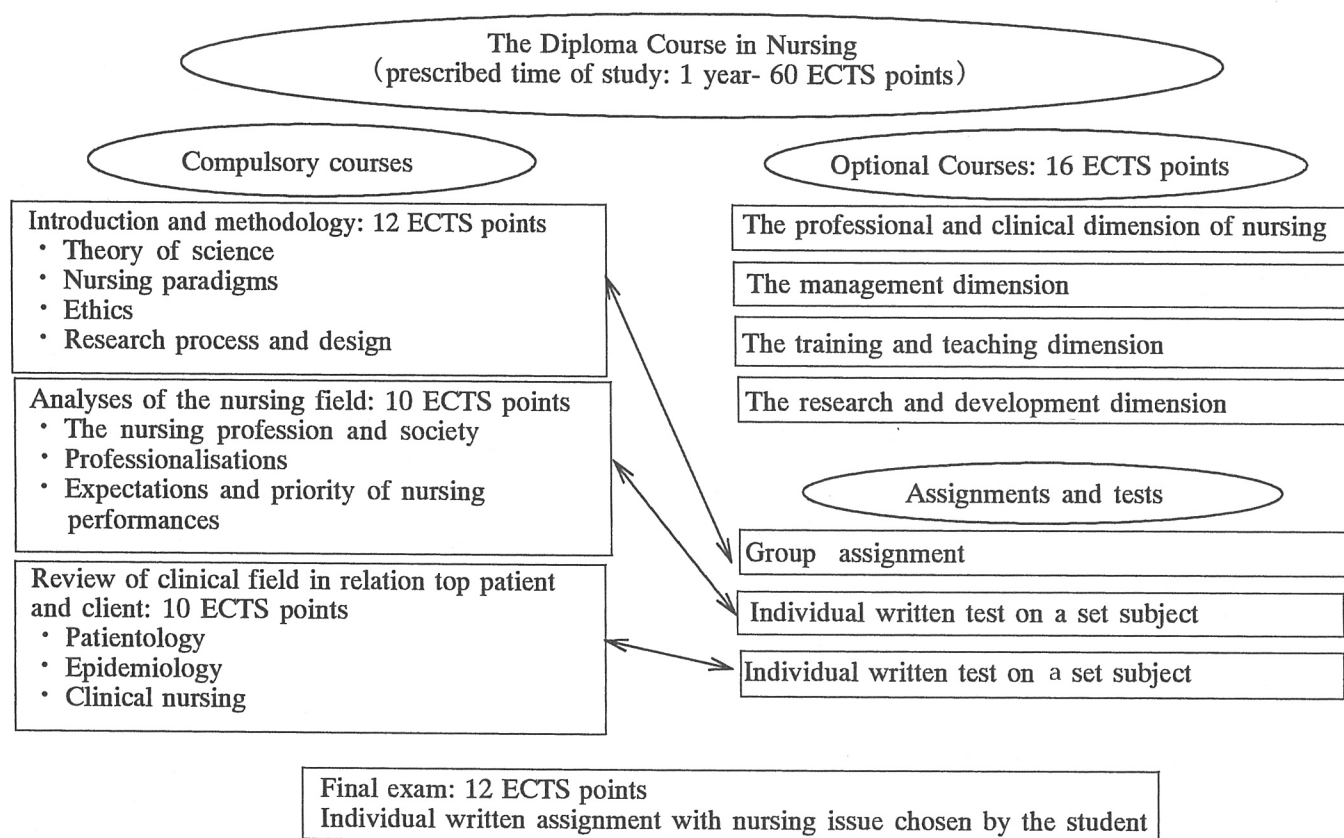 The Diploma Course in Nursing
(prescribed time of study: 1 year- 60 ECTS points)
Compulsory courses
Introduction and methodology: 12 ECTS points
・ Theory of science
・ Nursing paradigms
・ Ethics
・ Research process and design
Analyses of the nursing field: 10 ECTS points
・ The nursing profession and society
・ Professionalisations
・ Expectations and priority of nursing
performances
Review of clinical field in relation top patient
and client: 10 ECTS points
・ Patientology
・ Epidemiology
・ Clinical nursing
Optional Courses: 16 ECTS points
The professional and clinical dimension of nursing
The management dimension
The training and teaching dimension
The research and development dimension
Assignments and tests
Group assignment
Individual written test on a set subject
Individual written test on a set subject
Final exam: 12 ECTS points
Individual written assignment with nursing issue chosen by the student